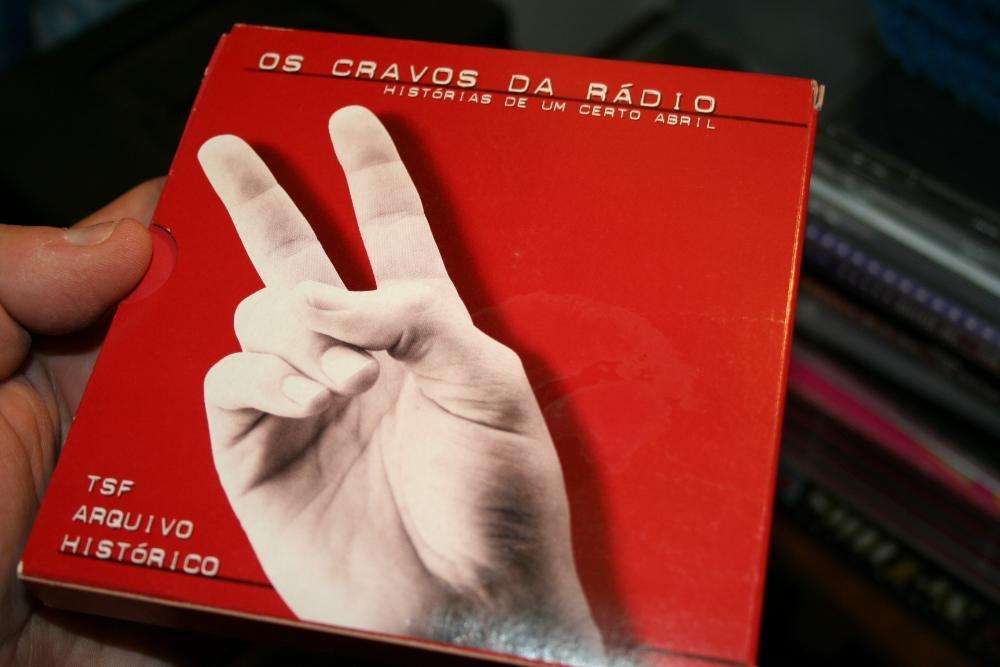 OS CRAVOS DA RÁDIO
HISTÓRIAS DE UM CERTO ABRIL
TSF
ARQUIVO
HISTÓRICO